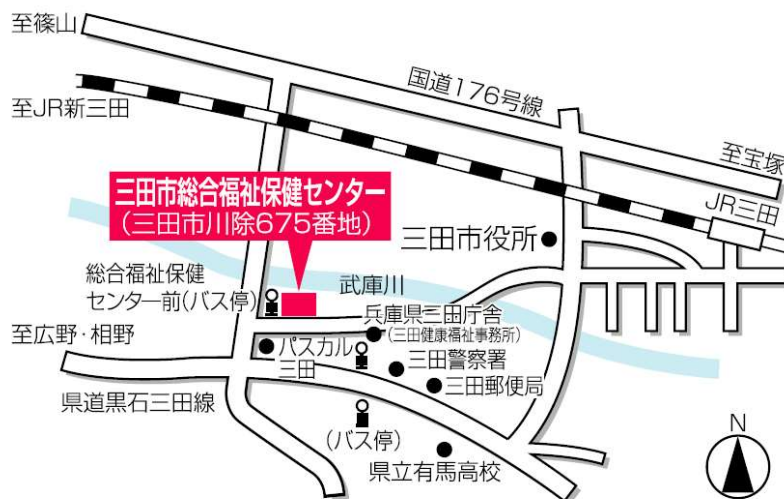 至篠山
国道176号線
至JR新三田
至宝塚
JR三田
三田市総合福祉保健センター
(三田市川除675番地)
三田市役所
総合福祉保健
センター前(バス停)
武庫川
兵庫県三田庁舎
(三田健康福祉事務所)
至広野・相野
パスカル
三田
三田警察署
三田郵便局
県道黒石三田線
(バス停)
県立有馬高校
N